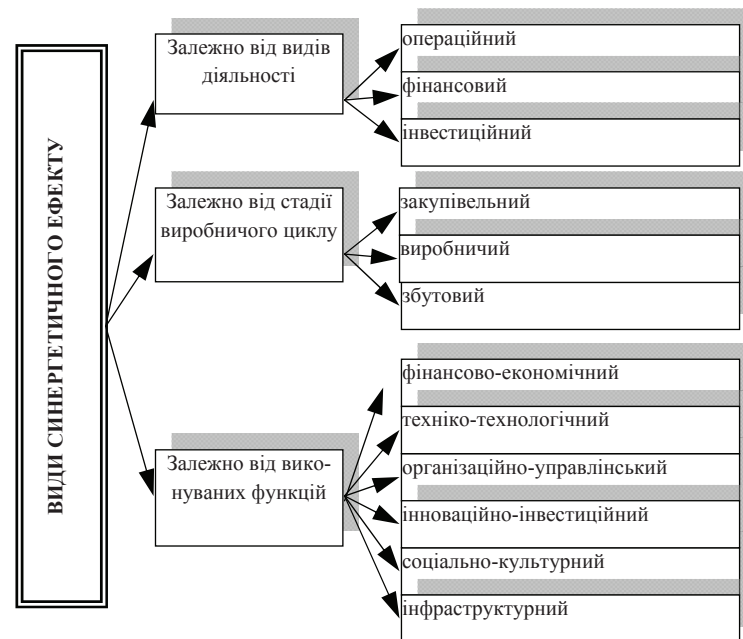 ВИДИ СИНЕРГЕТИЧНОГО ЕФЕКТУ
Залежно від видів
діяльності
операційний
фінансовий
інвестиційний
Залежно від стадії
виробничого циклу
закупівельний
виробничий
збутовий
Залежно від вико-
нуваних функцій
фінансово-економічний
техніко-технологічний
організаційно-управлінський
інноваційно-інвестиційний
соціально-культурний
інфраструктурний